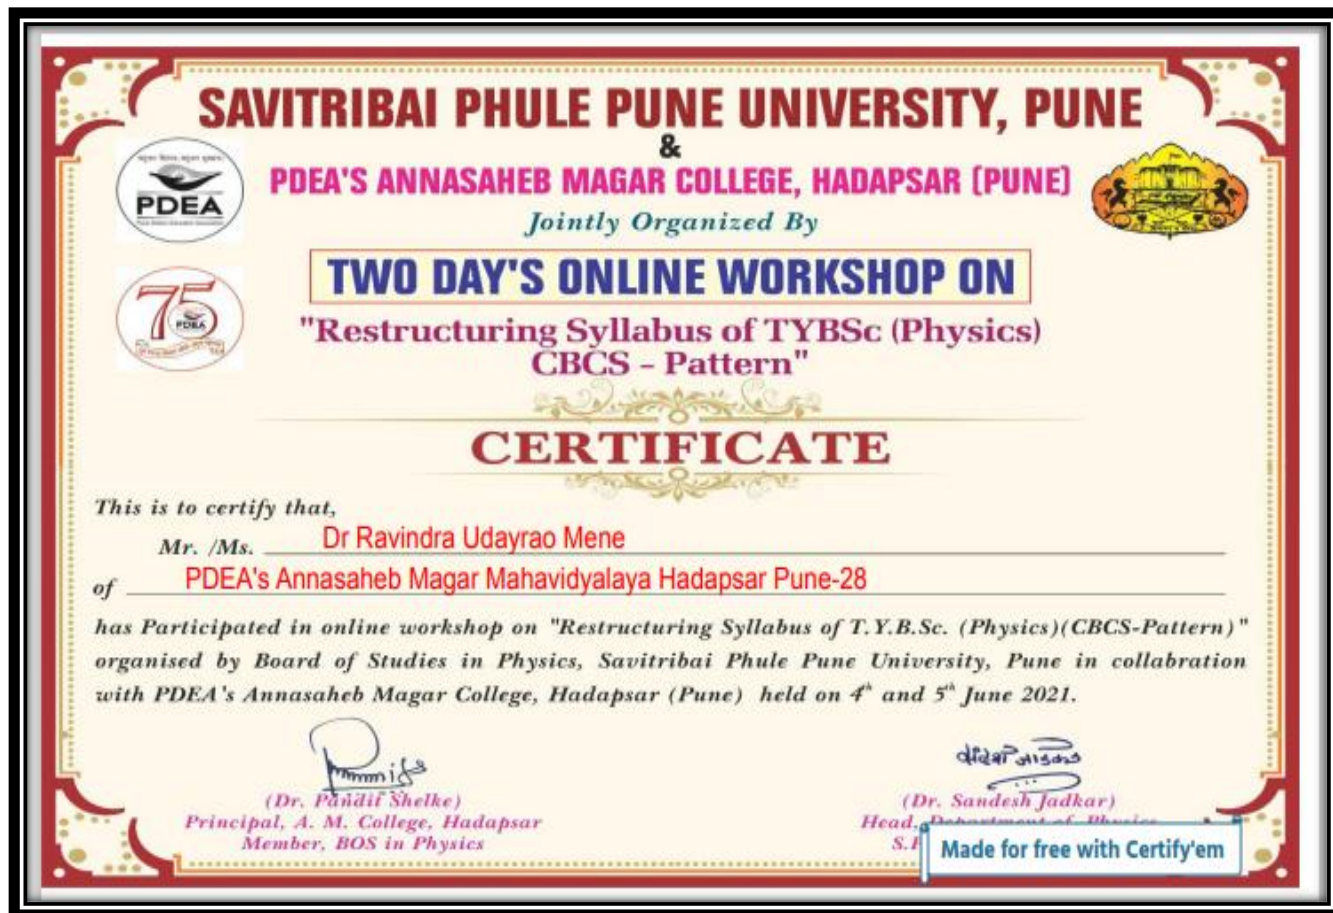 SAVITRIBAI PHULE PUNE UNIVERSITY, PUNE
&
PDEA'S ANNASAHEB MAGAR COLLEGE, HADAPSAR (PUNE)
PDEA
Jointly Organized By
TWO DAY'S ONLINE WORKSHOP ON
75
PDEA
"Restructuring Syllabus of TYBSc (Physics)
CBCS - Pattern"
CERTIFICATE
This is to certify that,
Mr. /Ms. Dr Ravindra Udayrao Mene
of PDEA's Annasaheb Magar Mahavidyalaya Hadapsar Pune-28
has Participated in online workshop on "Restructuring Syllabus of T.Y.B.Sc. (Physics)(CBCS-Pattern)"
organised by Board of Studies in Physics, Savitribai Phule Pune University, Pune in collabration
with PDEA's Annasaheb Magar College, Hadapsar (Pune) held on 4th and 5th June 2021.
(Dr. Pandit Shelke)
Principal, A. M. College, Hadapsar
Member, BOS in Physics
(Dr. Sandesh Jadkar)
Head, Department of Physics
S.P
Made for free with Certify'em